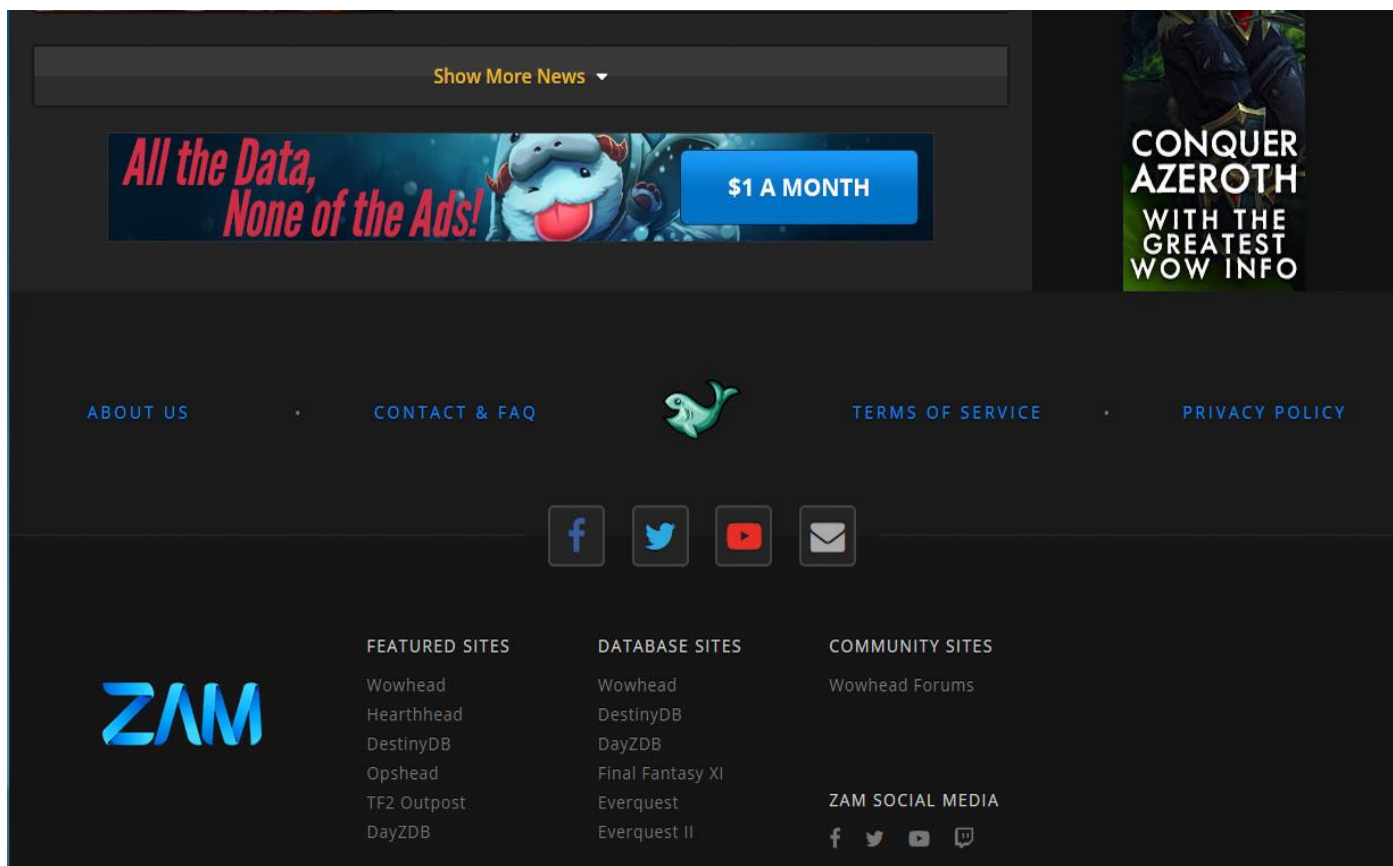 Show More News
All the Data,
None of the Ads!
$1 A MONTH
CONQUER
AZEROTH
WITH THE
GREATEST
WOW INFO
ABOUT US · CONTACT & FAQ TERMS OF SERVICE · PRIVACY POLICY
ZAM
FEATURED SITES
Wowhead
Hearthhead
DestinyDB
Opshead
TF2 Outpost
DayZDB
DATABASE SITES
Wowhead
DestinyDB
DayZDB
Final Fantasy XI
Everquest
Everquest II
COMMUNITY SITES
Wowhead Forums
ZAM SOCIAL MEDIA